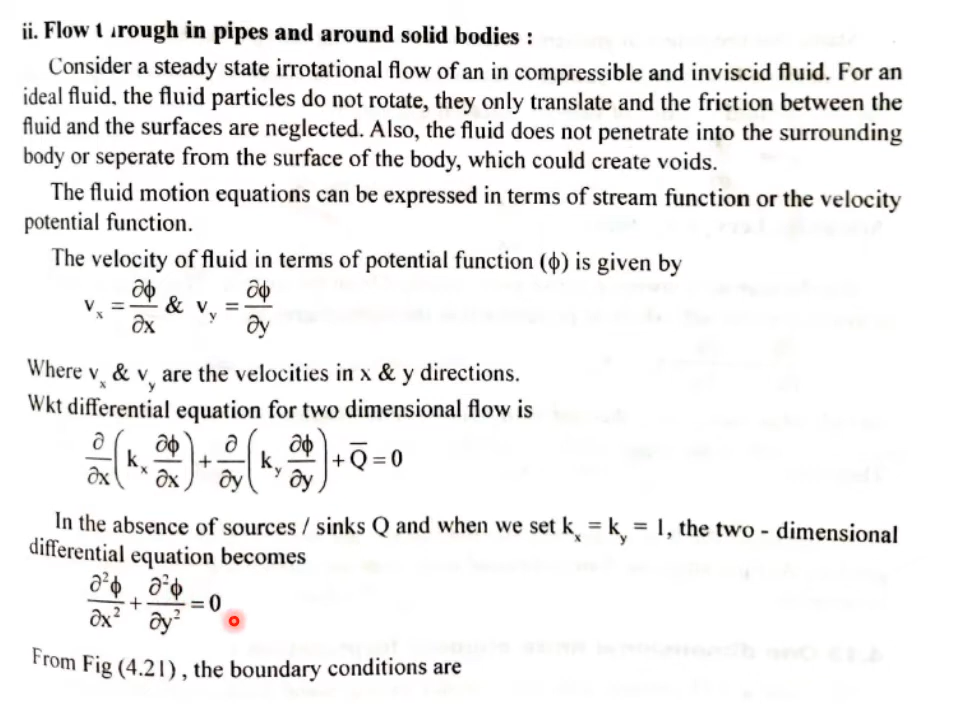 ii. Flow t rough in pipes and around solid bodies :
Consider a steady state irrotational flow of an in compressible and inviscid fluid. For an
ideal fluid, the fluid particles do not rotate, they only translate and the friction between the
fluid and the surfaces are neglected. Also, the fluid does not penetrate into the surrounding
body or seperate from the surface of the body, which could create voids.
The fluid motion equations can be expressed in terms of stream function or the velocity
potential function.
The velocity of fluid in terms of potential function (ϕ) is given by
vₓ = ∂ϕ/∂x & v_y = ∂ϕ/∂y
Where vₓ & v_y are the velocities in x & y directions.
Wkt differential equation for two dimensional flow is
∂/∂x (kₓ ∂ϕ/∂x) + ∂/∂y (k_y ∂ϕ/∂y) + Q̅ = 0
In the absence of sources / sinks Q and when we set kₓ = k_y = 1, the two - dimensional
differential equation becomes
∂²ϕ/∂x² + ∂²ϕ/∂y² = 0
From Fig (4.21) , the boundary conditions are